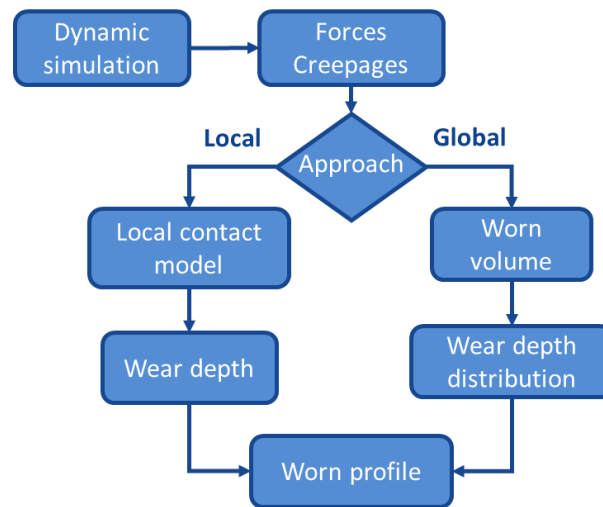 Dynamic
simulation
Forces
Creepages
Local
Global
Approach
Local contact
model
Worn
volume
Wear depth
Wear depth
distribution
Worn profile